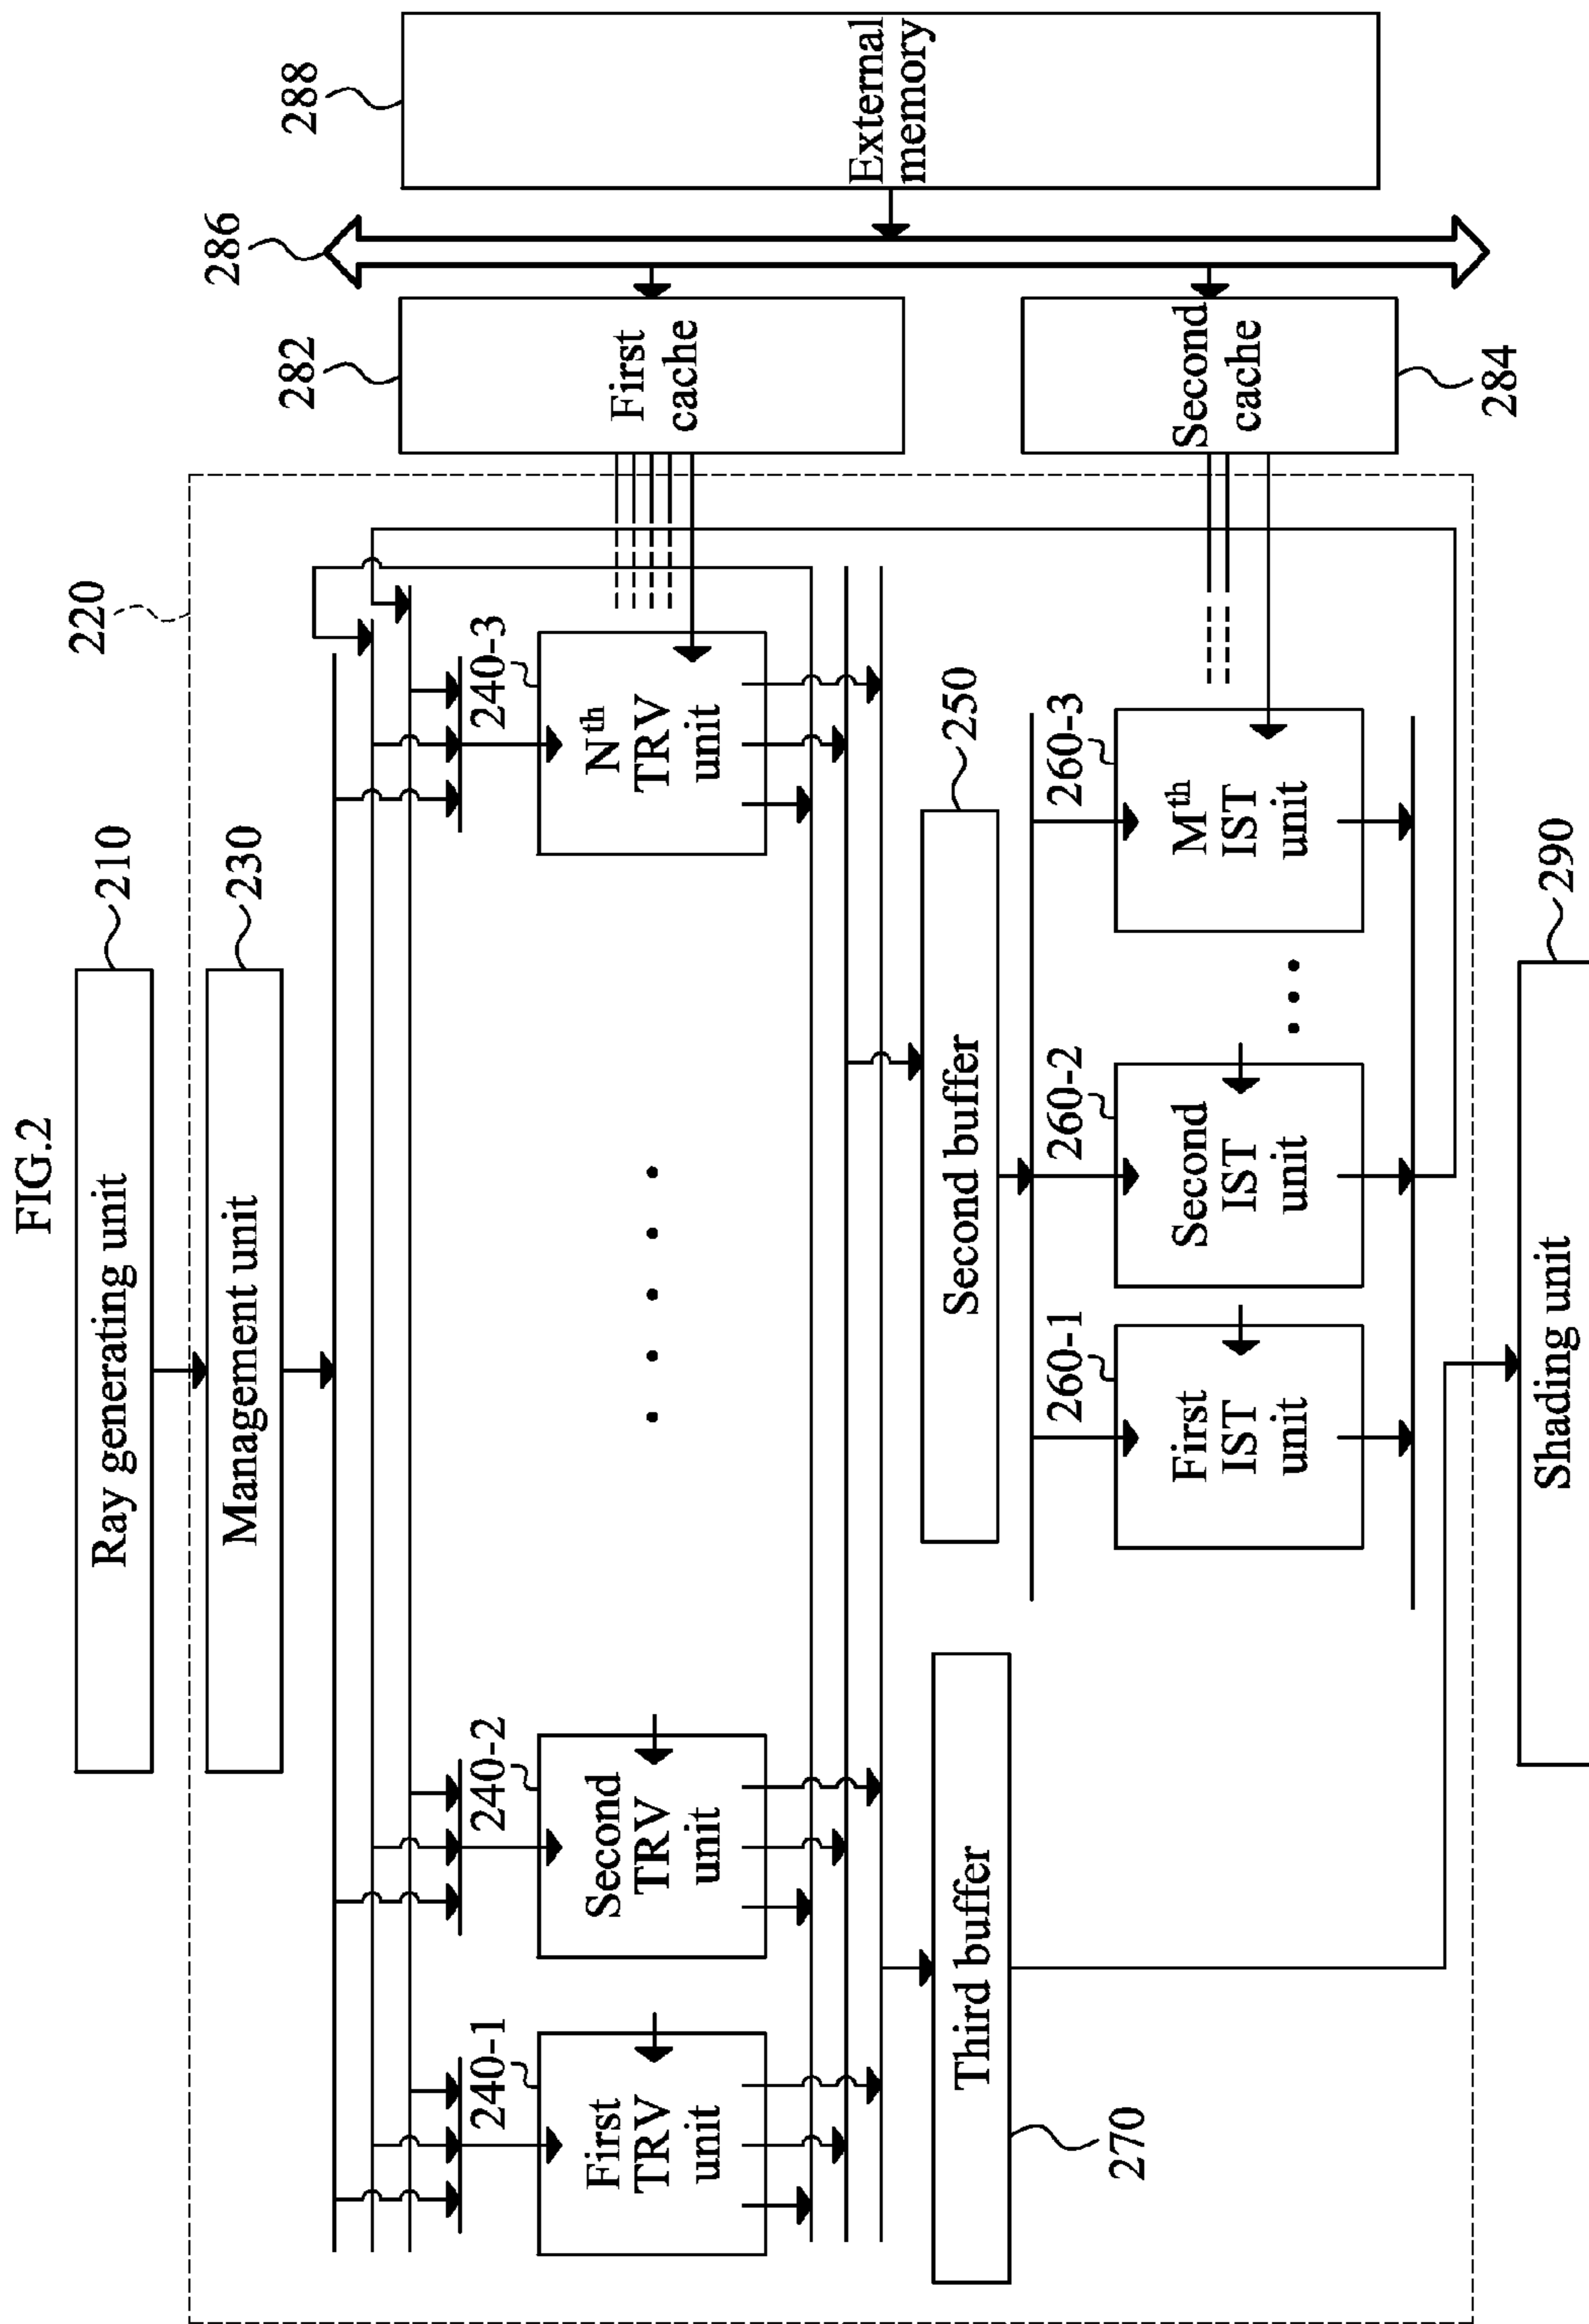 FIG.2
Ray generating unit
210
220
Management unit
230
240-1
First
TRV
unit
240-2
Second
TRV
unit
240-3
Nth
TRV
unit
282
First
cache
286
288
External
memory
Third buffer
270
Second buffer
250
260-1
First
IST
unit
260-2
Second
IST
unit
260-3
Mth
IST
unit
Second
cache
284
Shading unit
290